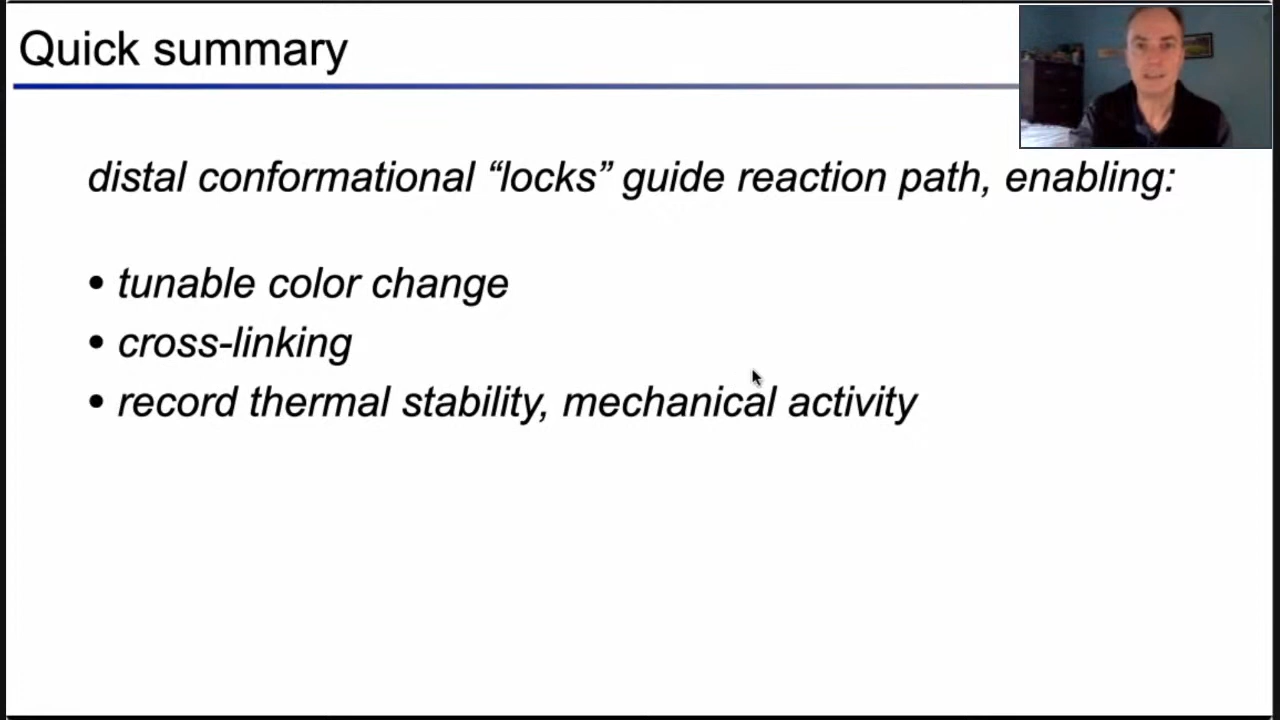 Quick summary
distal conformational “locks” guide reaction path, enabling:
• tunable color change
• cross-linking
• record thermal stability, mechanical activity